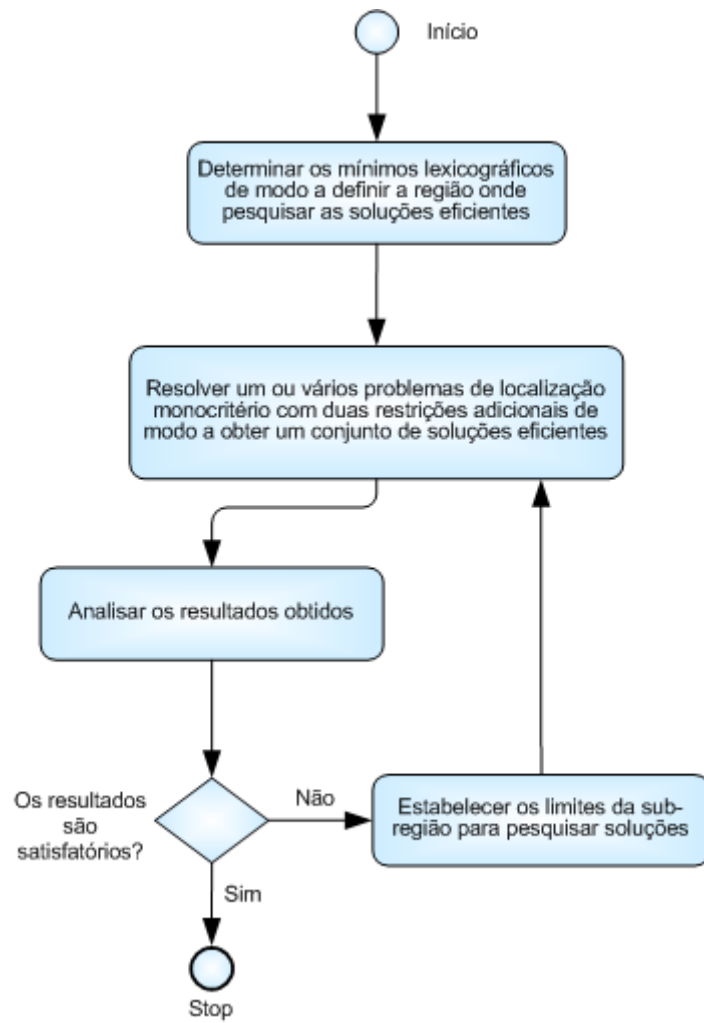 Início
Determinar os mínimos lexicográficos
de modo a definir a região onde
pesquisar as soluções eficientes
Resolver um ou vários problemas de localização
monocritério com duas restrições adicionais de
modo a obter um conjunto de soluções eficientes
Analisar os resultados obtidos
Os resultados
são
satisfatórios?
Não
Estabelecer os limites da sub-
região para pesquisar soluções
Sim
Stop